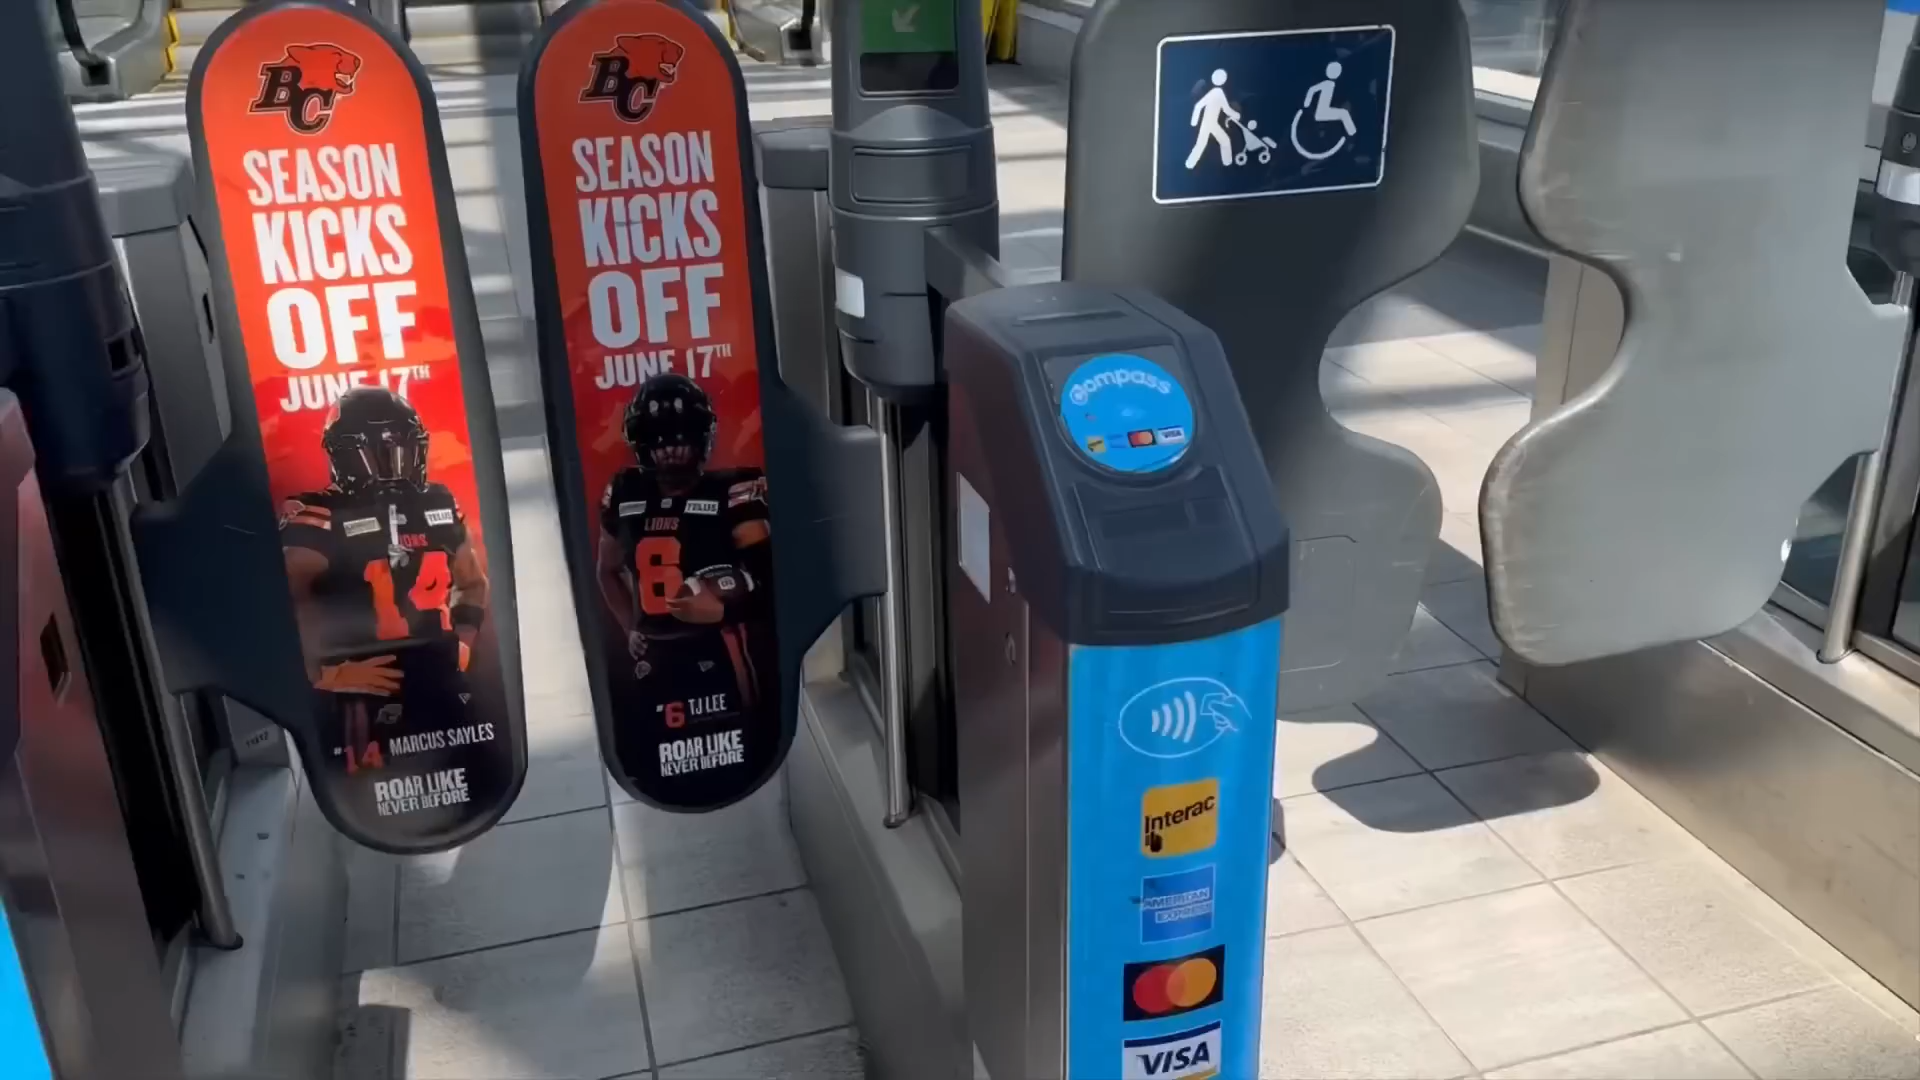 BC
SEASON
KICKS
OFF
JUNE 17TH
TELUS
LIONS
14
#14 MARCUS SAYLES
ROAR LIKE
NEVER BEFORE
BC
SEASON
KICKS
OFF
JUNE 17TH
TELUS
LIONS
6
#6 TJ LEE
ROAR LIKE
NEVER BEFORE
Compass
VISA
Interac
AMERICAN
EXPRESS
VISA